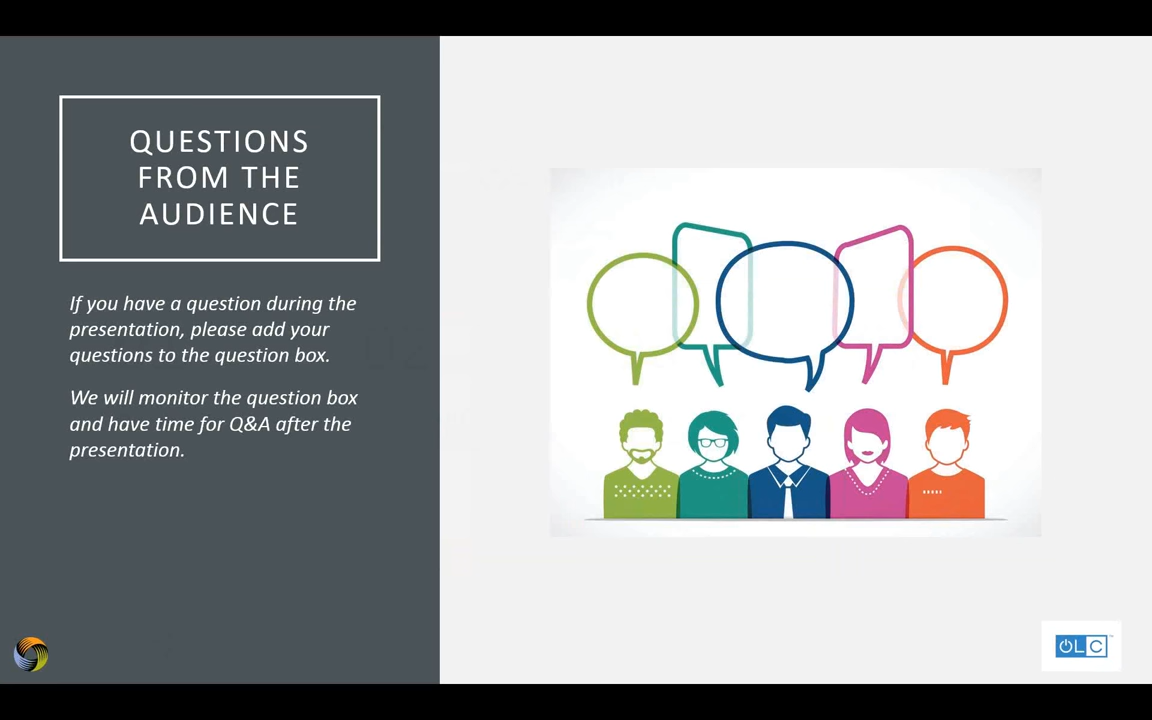 QUESTIONS
FROM THE
AUDIENCE
If you have a question during the
presentation, please add your
questions to the question box.
We will monitor the question box
and have time for Q&A after the
presentation.
OLC™